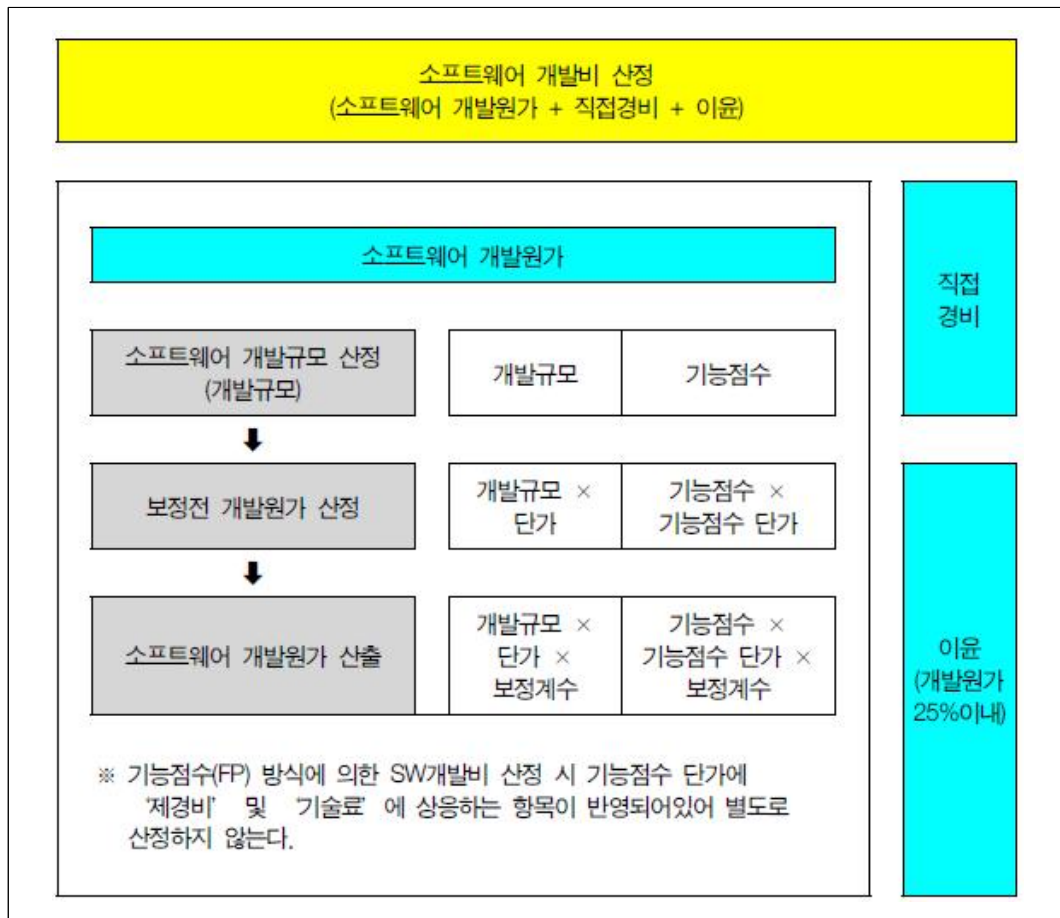 소프트웨어 개발비 산정
(소프트웨어 개발원가 + 직접경비 + 이윤)
소프트웨어 개발원가
직접
경비
소프트웨어 개발규모 산정
(개발규모)
개발규모
기능점수
보정전 개발원가 산정
개발규모 ×
단가
기능점수 ×
기능점수 단가
소프트웨어 개발원가 산출
개발규모 ×
단가 ×
보정계수
기능점수 ×
기능점수 단가 ×
보정계수
이윤
(개발원가
25%이내)
※ 기능점수(FP) 방식에 의한 SW개발비 산정 시 기능점수 단가에
‘제경비’ 및 ‘기술료’에 상응하는 항목이 반영되어있어 별도로
산정하지 않는다.